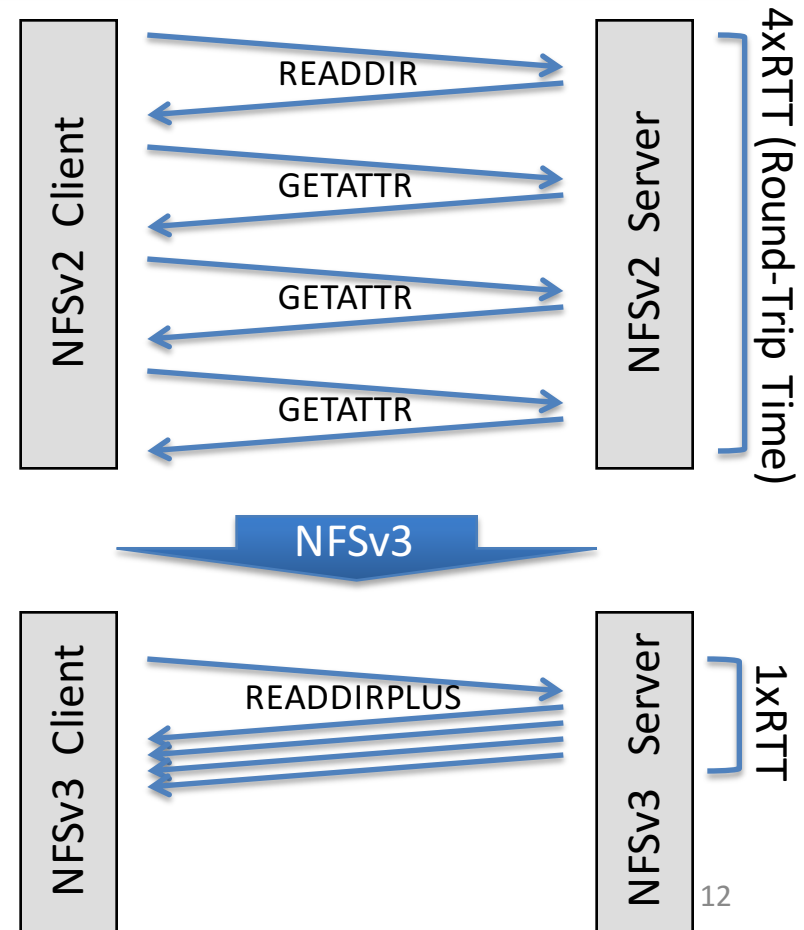 NFSv2 Client
READDIR
GETATTR
GETATTR
GETATTR
NFSv2 Server
4xRTT (Round-Trip Time)
NFSv3
NFSv3 Client
READDIRPLUS
NFSv3 Server
1xRTT
12